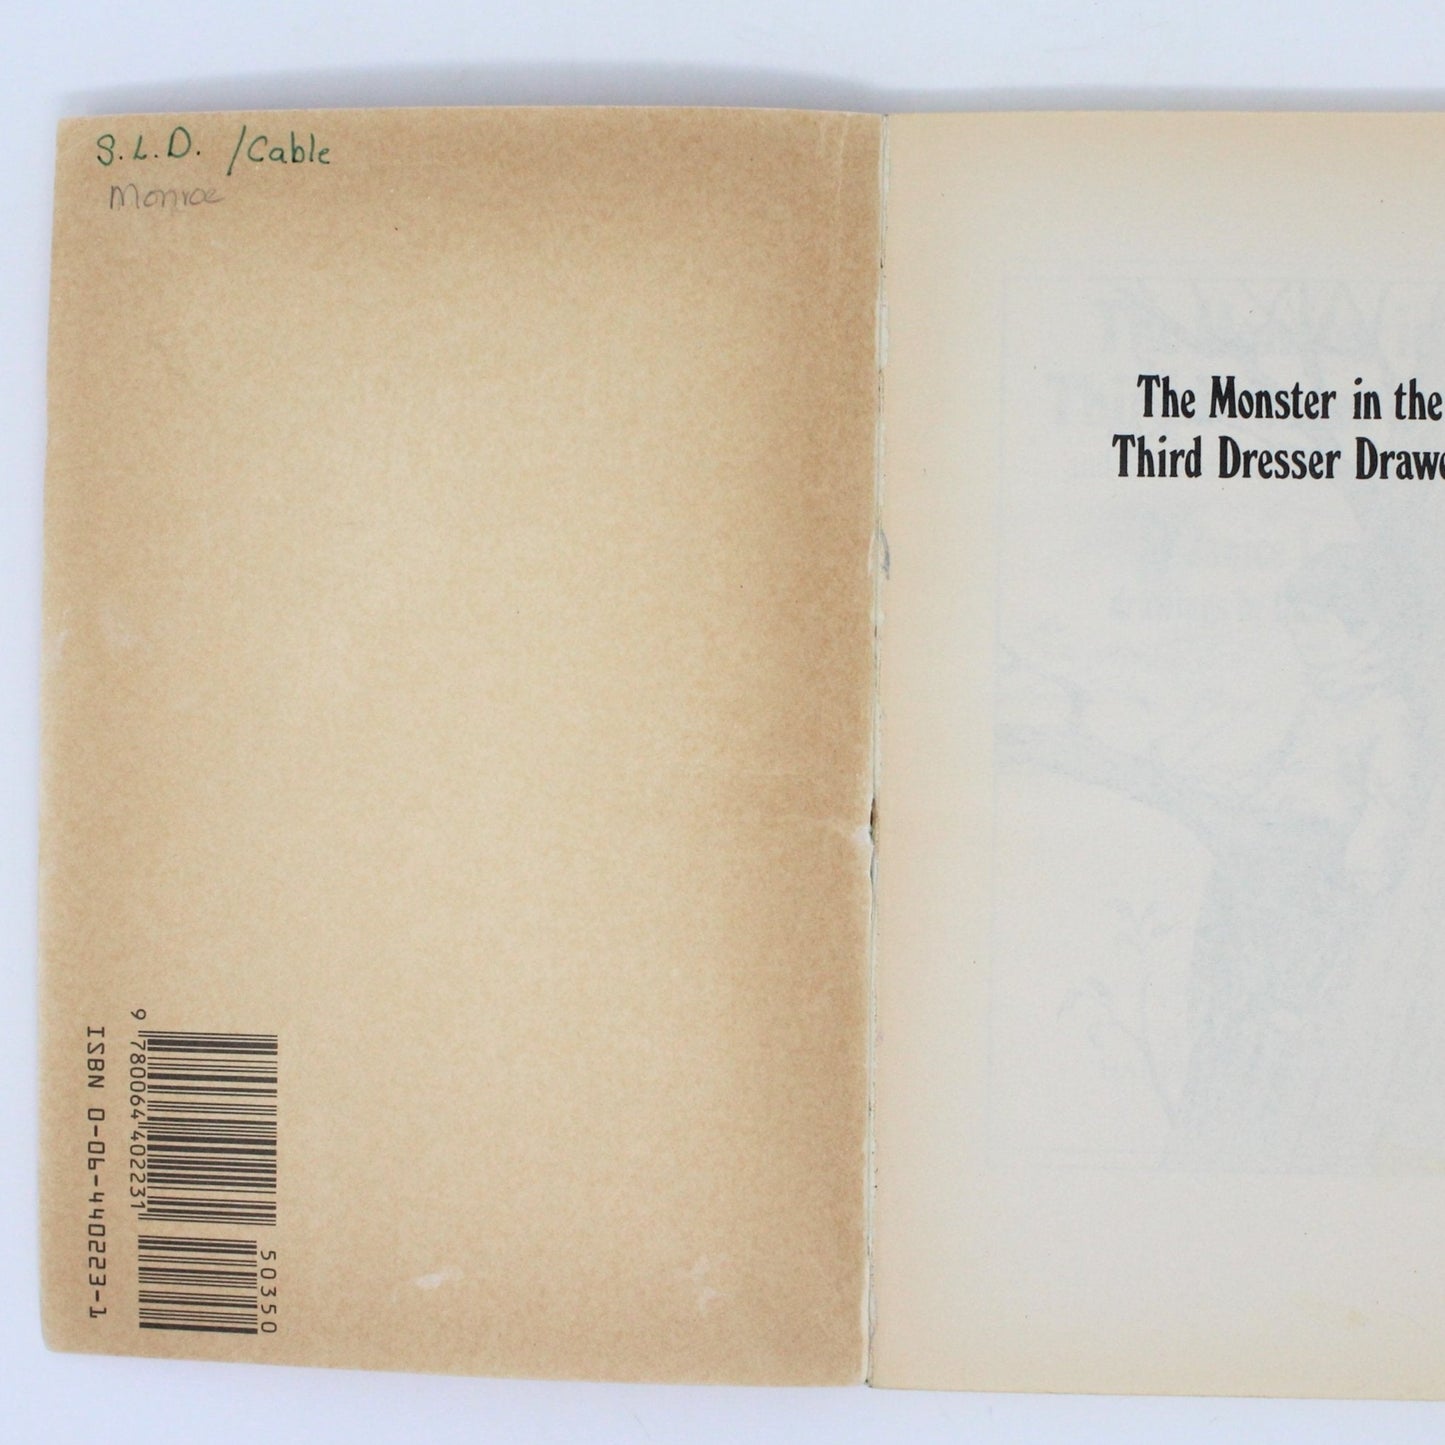 S.L.D. /Cable
Monroe
ISBN 0-06-440223-1
9 780064 402231
50350
The Monster in the
Third Dresser Drawe